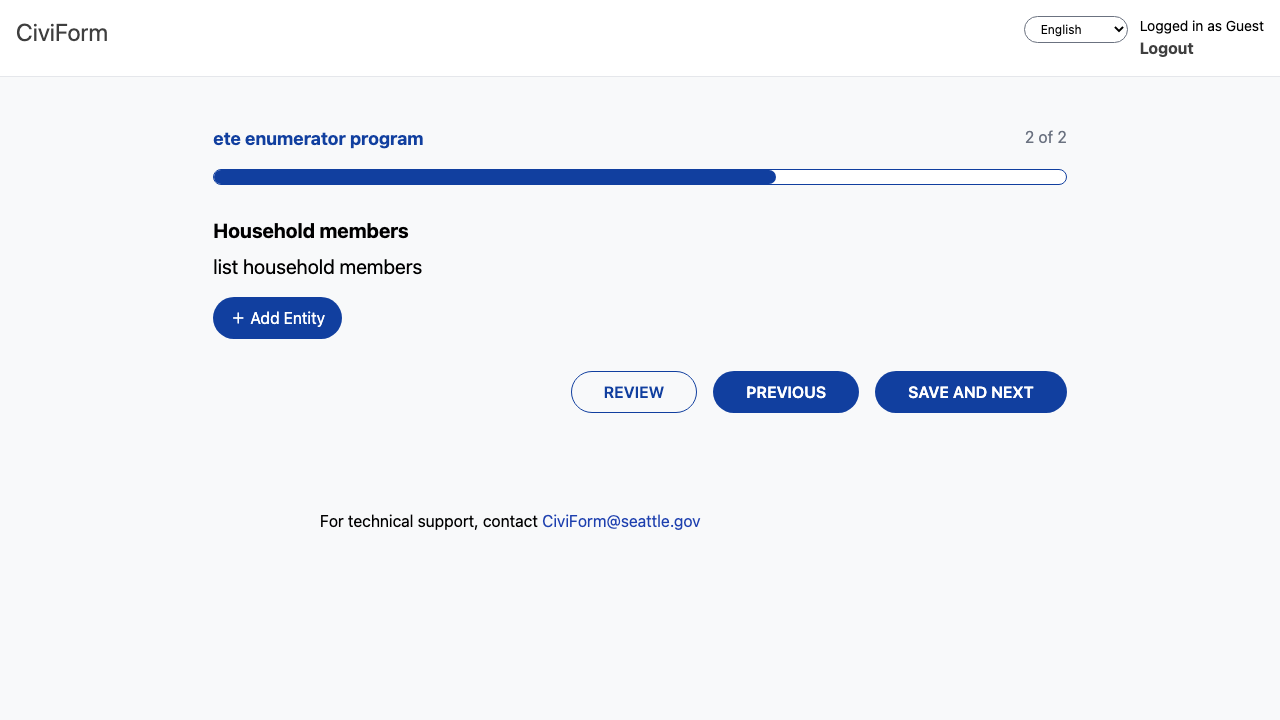 CiviForm
English
Logged in as Guest
Logout
ete enumerator program
2 of 2
Household members
list household members
+ Add Entity
REVIEW
PREVIOUS
SAVE AND NEXT
For technical support, contact CiviForm@seattle.gov